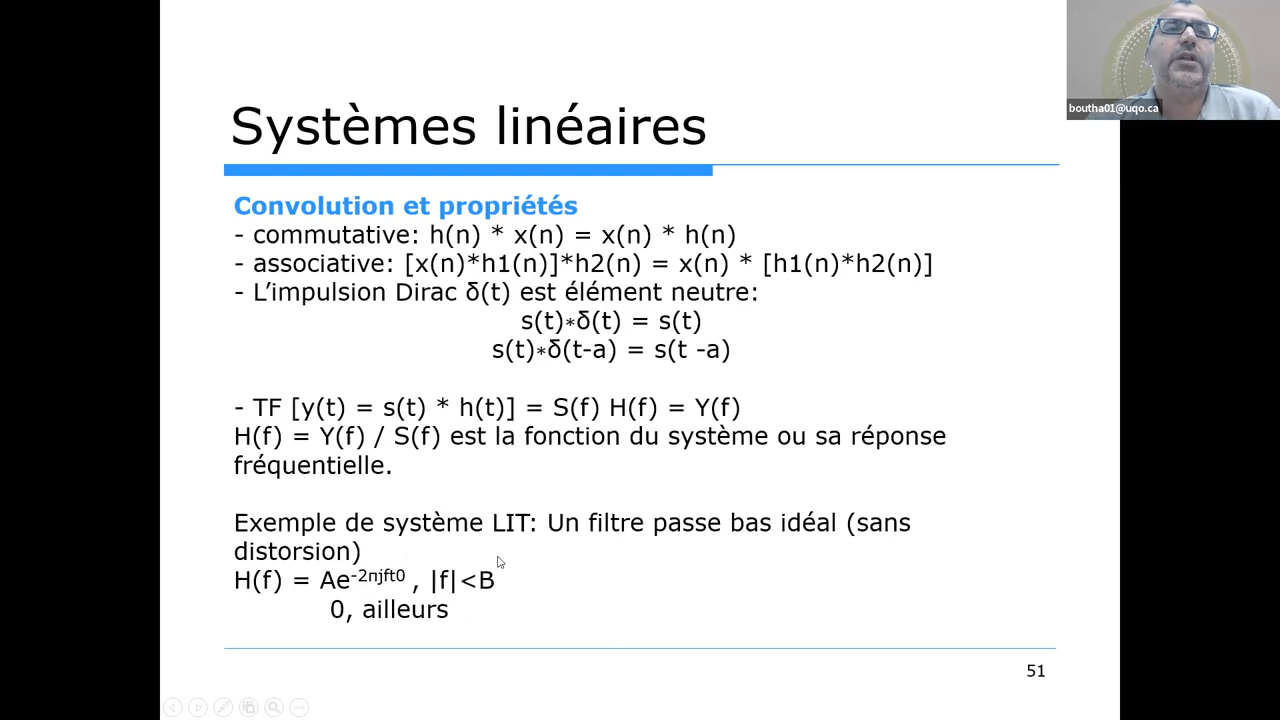 boutha01@uqo.ca
Systèmes linéaires
Convolution et propriétés
- commutative: h(n) * x(n) = x(n) * h(n)
- associative: [x(n)*h1(n)]*h2(n) = x(n) * [h1(n)*h2(n)]
- L’impulsion Dirac δ(t) est élément neutre:
s(t)∗δ(t) = s(t)
s(t)∗δ(t-a) = s(t -a)
- TF [y(t) = s(t) * h(t)] = S(f) H(f) = Y(f)
H(f) = Y(f) / S(f) est la fonction du système ou sa réponse
fréquentielle.
Exemple de système LIT: Un filtre passe bas idéal (sans
distorsion)
H(f) = Ae-2πjft0 , |f|<B
0, ailleurs
51